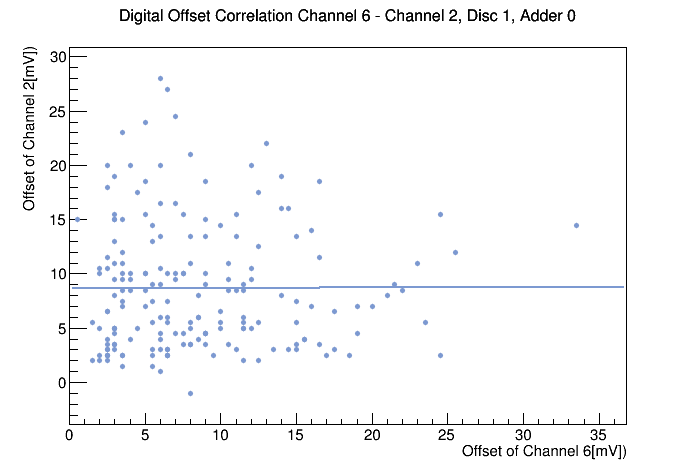 Digital Offset Correlation Channel 6 - Channel 2, Disc 1, Adder 0
Offset of Channel 2[mV])
30
25
20
15
10
5
0
0 5 10 15 20 25 30 35
Offset of Channel 6[mV])